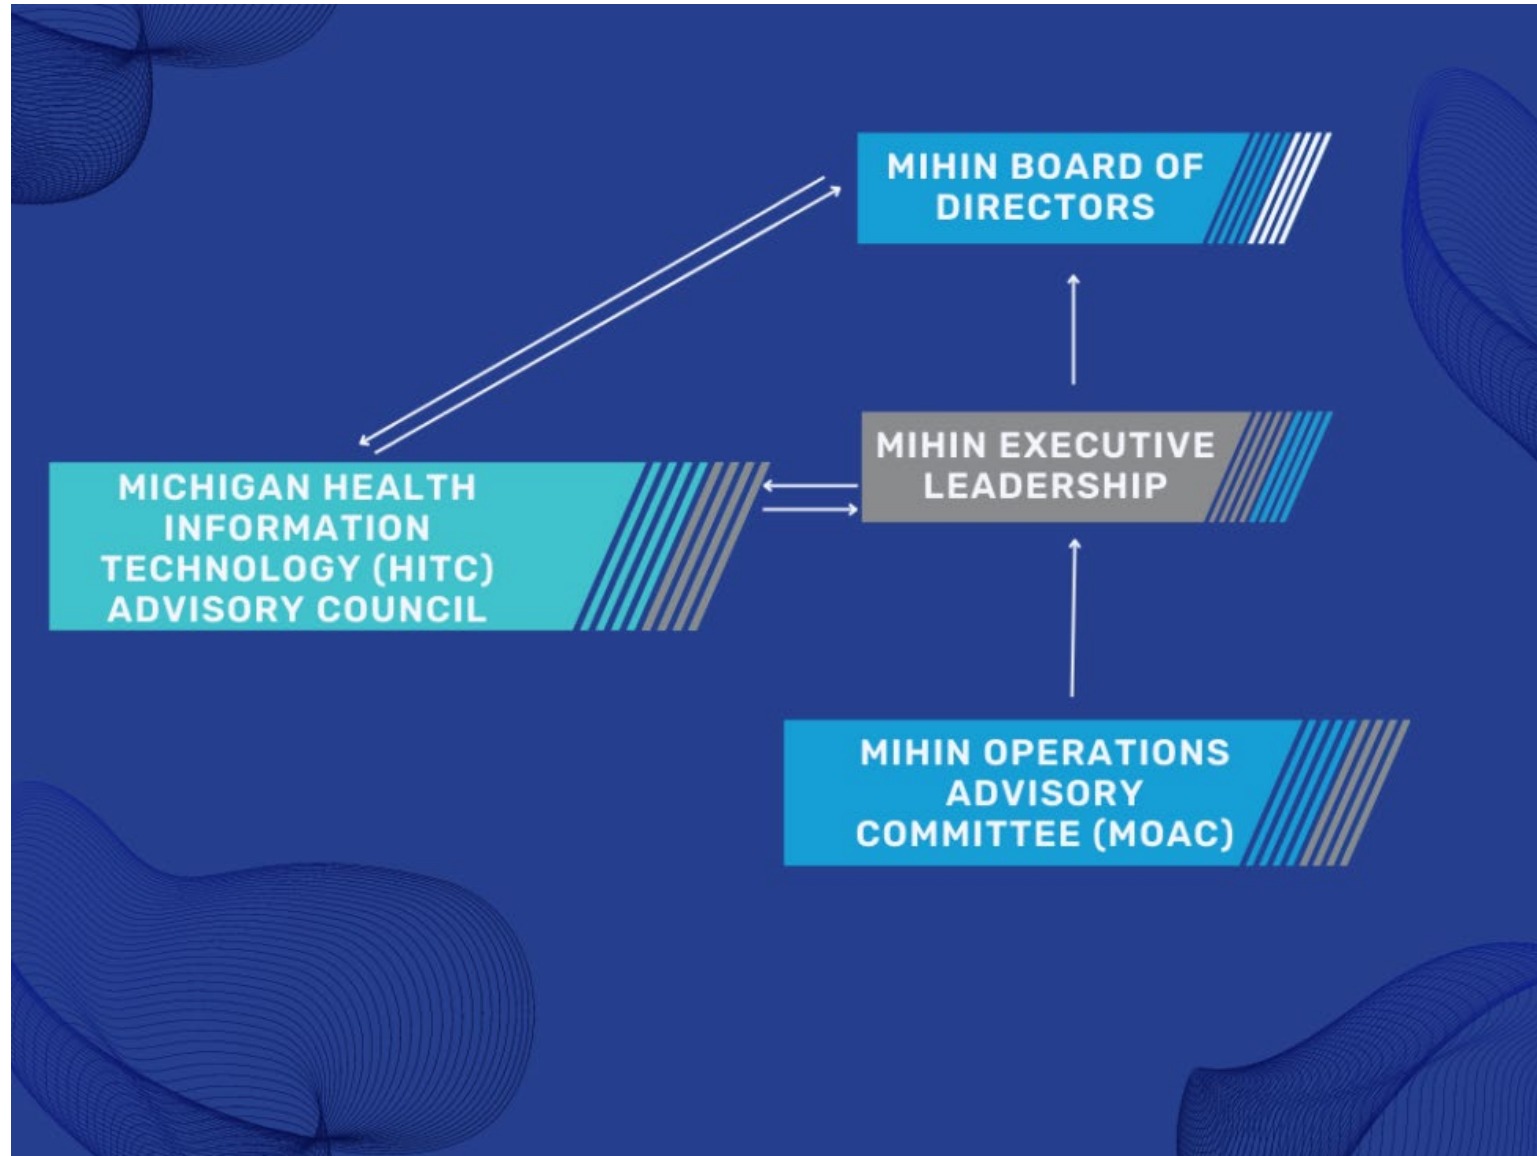 MIHIN BOARD OF
DIRECTORS
MIHIN EXECUTIVE
LEADERSHIP
MICHIGAN HEALTH
INFORMATION
TECHNOLOGY (HITC)
ADVISORY COUNCIL
MIHIN OPERATIONS
ADVISORY
COMMITTEE (MOAC)